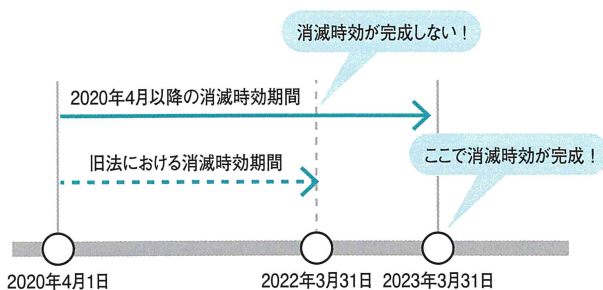 消滅時効が完成しない！
2020年4月以降の消滅時効期間
ここで消滅時効が完成！
旧法における消滅時効期間
2020年4月1日
2022年3月31日
2023年3月31日